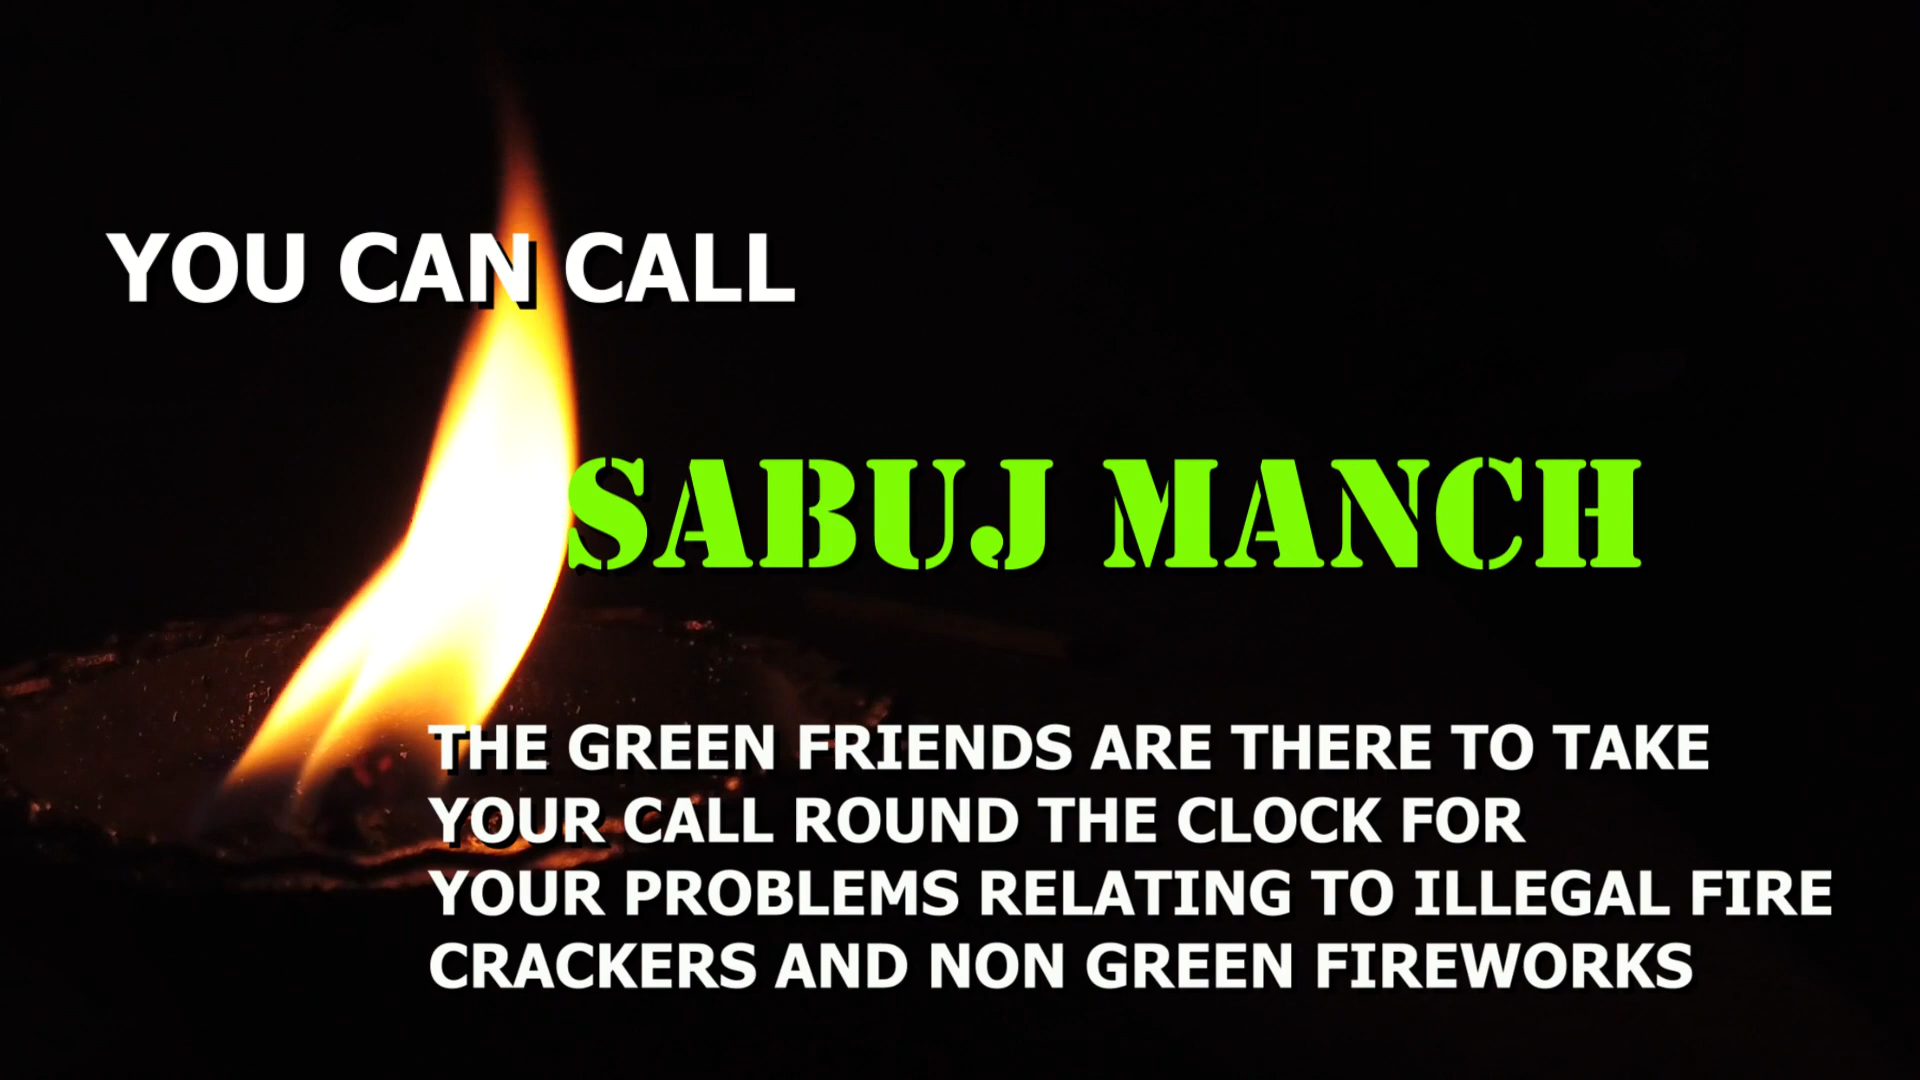 YOU CAN CALL
SABUJ MANCH
THE GREEN FRIENDS ARE THERE TO TAKE
YOUR CALL ROUND THE CLOCK FOR
YOUR PROBLEMS RELATING TO ILLEGAL FIRE
CRACKERS AND NON GREEN FIREWORKS